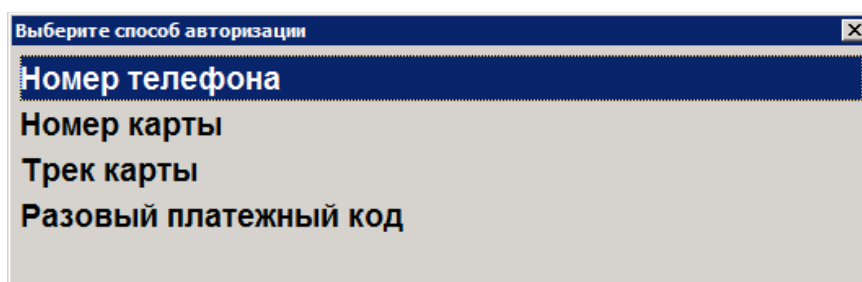 Выберите способ авторизации
Номер телефона
Номер карты
Трек карты
Разовый платежный код